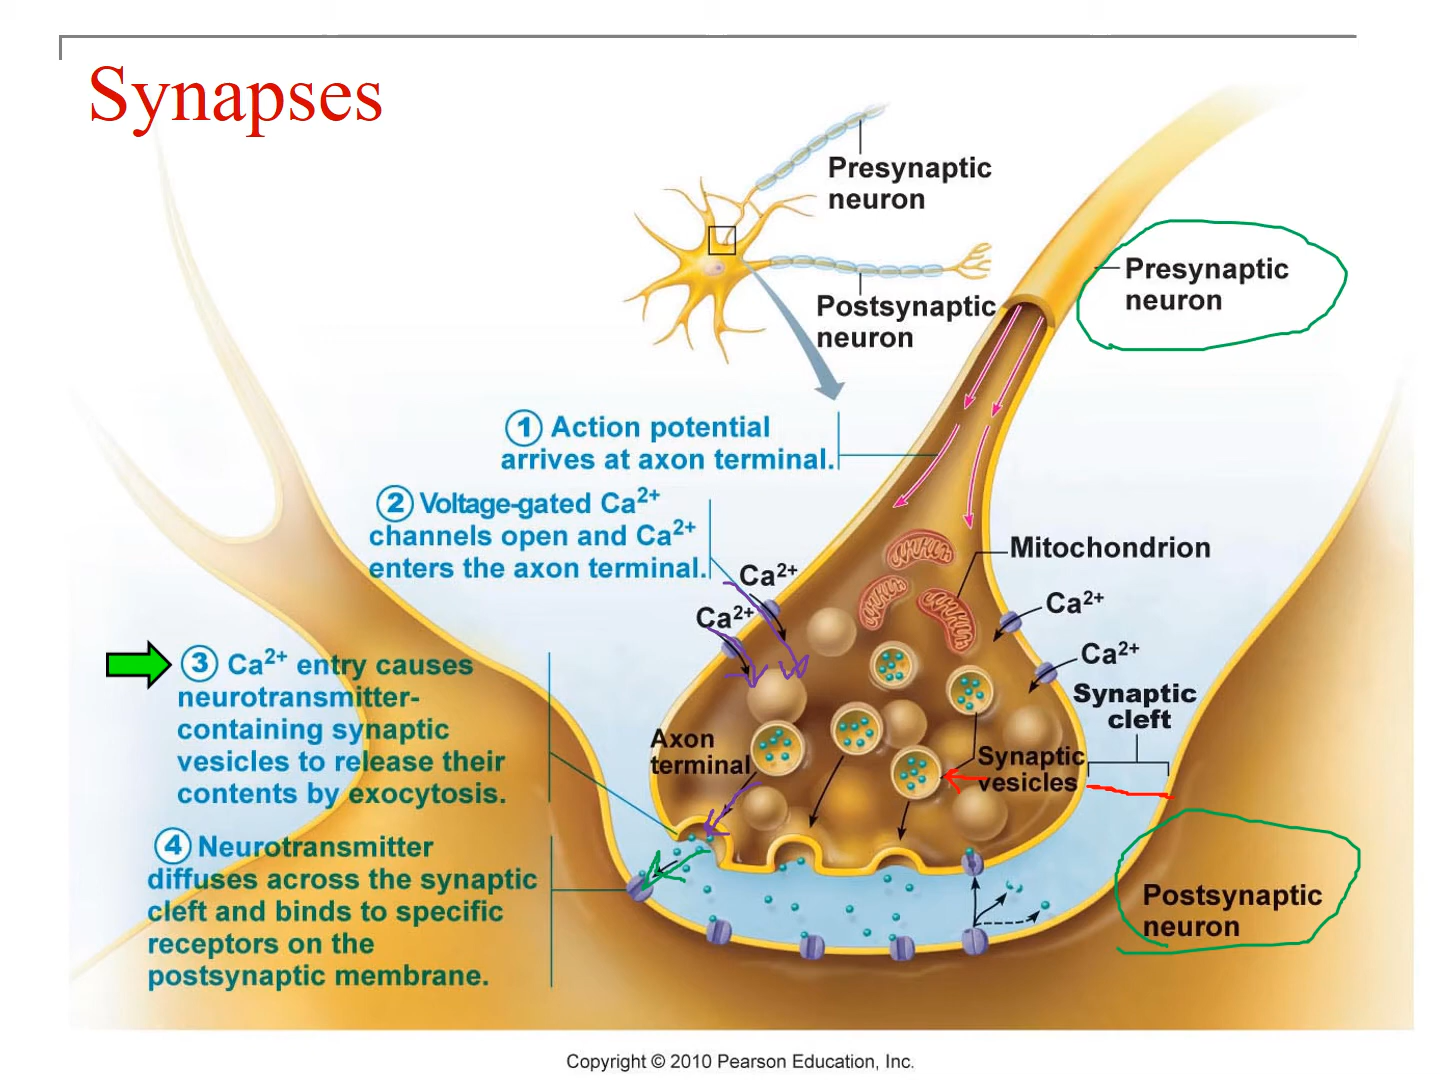 Synapses
Presynaptic
neuron
Presynaptic
neuron
Postsynaptic
neuron
① Action potential
arrives at axon terminal.
② Voltage-gated Ca²⁺
channels open and Ca²⁺
enters the axon terminal.
Mitochondrion
Ca²⁺
Ca²⁺
Ca²⁺
Ca²⁺
③ Ca²⁺ entry causes
neurotransmitter-
containing synaptic
vesicles to release their
contents by exocytosis.
Synaptic
cleft
Axon
terminal
Synaptic
vesicles
④ Neurotransmitter
diffuses across the synaptic
cleft and binds to specific
receptors on the
postsynaptic membrane.
Postsynaptic
neuron
Copyright © 2010 Pearson Education, Inc.